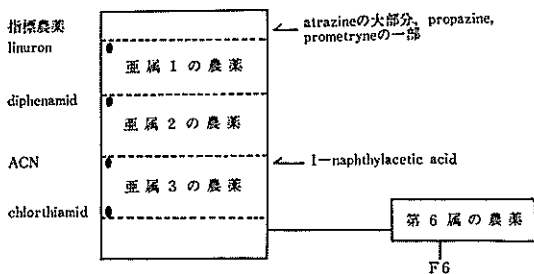 指標農薬
linuron
diphenamid
ACN
chlorthiamid
亜属1の農薬
亜属2の農薬
亜属3の農薬
atrazineの大部分, propazine,
prometryneの一部
1-naphthylacetic acid
第6属の農薬
F6